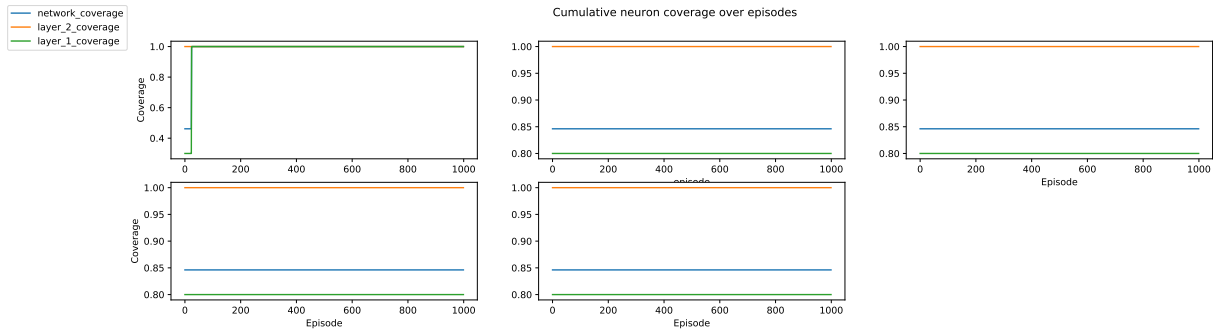 network_coverage
layer_2_coverage
layer_1_coverage
Cumulative neuron coverage over episodes
Coverage
1.0
0.8
0.6
0.4
0 200 400 600 800 1000
1.00
0.95
0.90
0.85
0.80
0 200 400 600 800 1000
episode
1.00
0.95
0.90
0.85
0.80
0 200 400 600 800 1000
Episode
Coverage
1.00
0.95
0.90
0.85
0.80
0 200 400 600 800 1000
Episode
1.00
0.95
0.90
0.85
0.80
0 200 400 600 800 1000
Episode